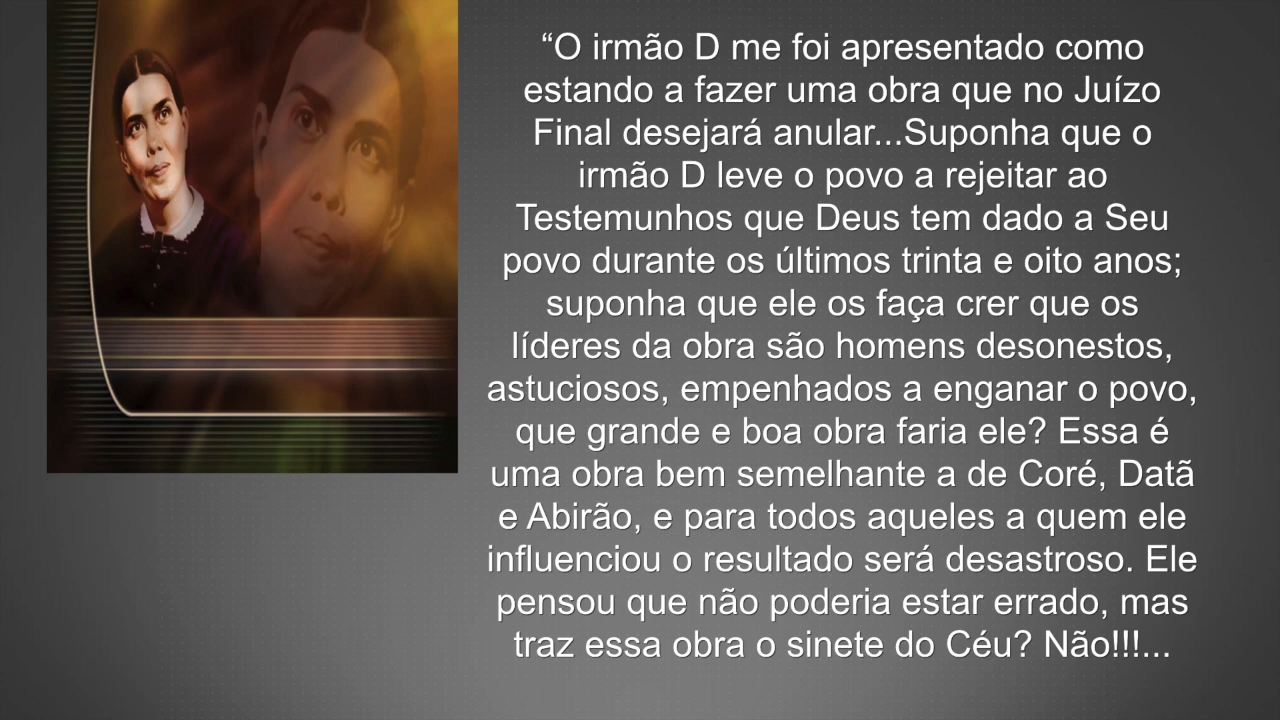 “O irmão D me foi apresentado como
estando a fazer uma obra que no Juízo
Final desejará anular...Suponha que o
irmão D leve o povo a rejeitar ao
Testemunhos que Deus tem dado a Seu
povo durante os últimos trinta e oito anos;
suponha que ele os faça crer que os
líderes da obra são homens desonestos,
astuciosos, empenhados a enganar o povo,
que grande e boa obra faria ele? Essa é
uma obra bem semelhante a de Coré, Datã
e Abirão, e para todos aqueles a quem ele
influenciou o resultado será desastroso. Ele
pensou que não poderia estar errado, mas
traz essa obra o sinete do Céu? Não!!!...